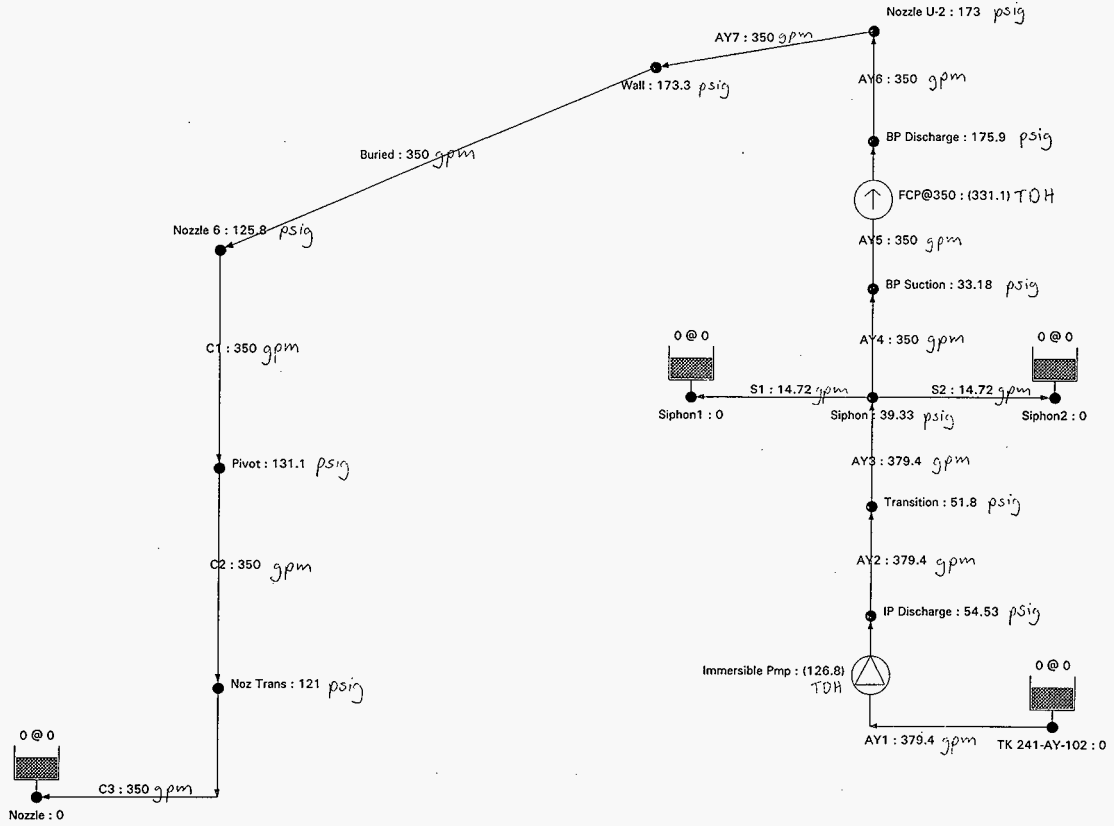 Nozzle U-2 : 173 psig
AY7 : 350 gpm
Wall : 173.3 psig
AY6 : 350 gpm
BP Discharge : 175.9 psig
Buried : 350 gpm
FCP@350 : (331.1) TDH
Nozzle 6 : 125.8 psig
AY5 : 350 gpm
BP Suction : 33.18 psig
C1 : 350 gpm
0 @ 0
AY4 : 350 gpm
0 @ 0
S1 : 14.72 gpm
S2 : 14.72 gpm
Siphon1 : 0
Siphon : 39.33 psig
Siphon2 : 0
Pivot : 131.1 psig
AY3 : 379.4 gpm
Transition : 51.8 psig
C2 : 350 gpm
AY2 : 379.4 gpm
IP Discharge : 54.53 psig
Immersible Pmp : (126.8)
TDH
0 @ 0
Noz Trans : 121 psig
AY1 : 379.4 gpm
TK 241-AY-102 : 0
0 @ 0
C3 : 350 gpm
Nozzle : 0